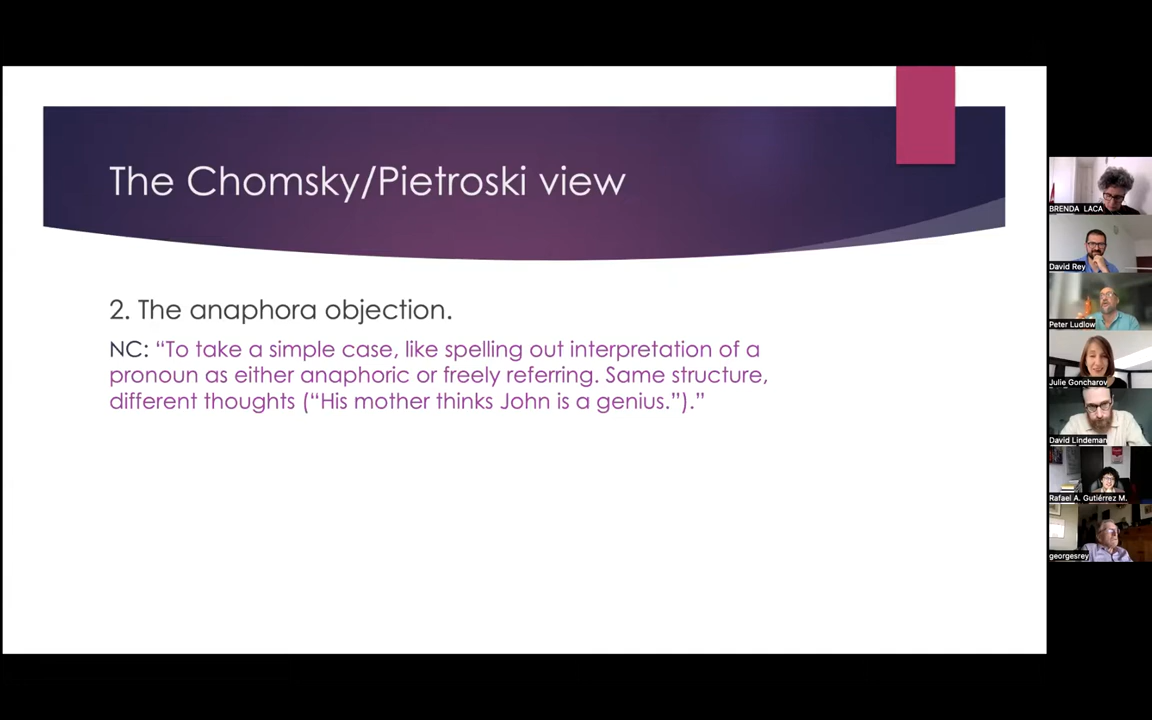 The Chomsky/Pietroski view
2. The anaphora objection.
NC: “To take a simple case, like spelling out interpretation of a
pronoun as either anaphoric or freely referring. Same structure,
different thoughts (“His mother thinks John is a genius.”).”
BRENDA LACA
David Rey
Peter Ludlow
Julie Goncharov
David Lindeman
Rafael A. Gutiérrez M.
georgesrey